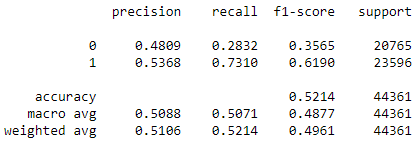 precision recall f1-score support
0 0.4809 0.2832 0.3565 20765
1 0.5368 0.7310 0.6190 23596
accuracy 0.5214 44361
macro avg 0.5088 0.5071 0.4877 44361
weighted avg 0.5106 0.5214 0.4961 44361